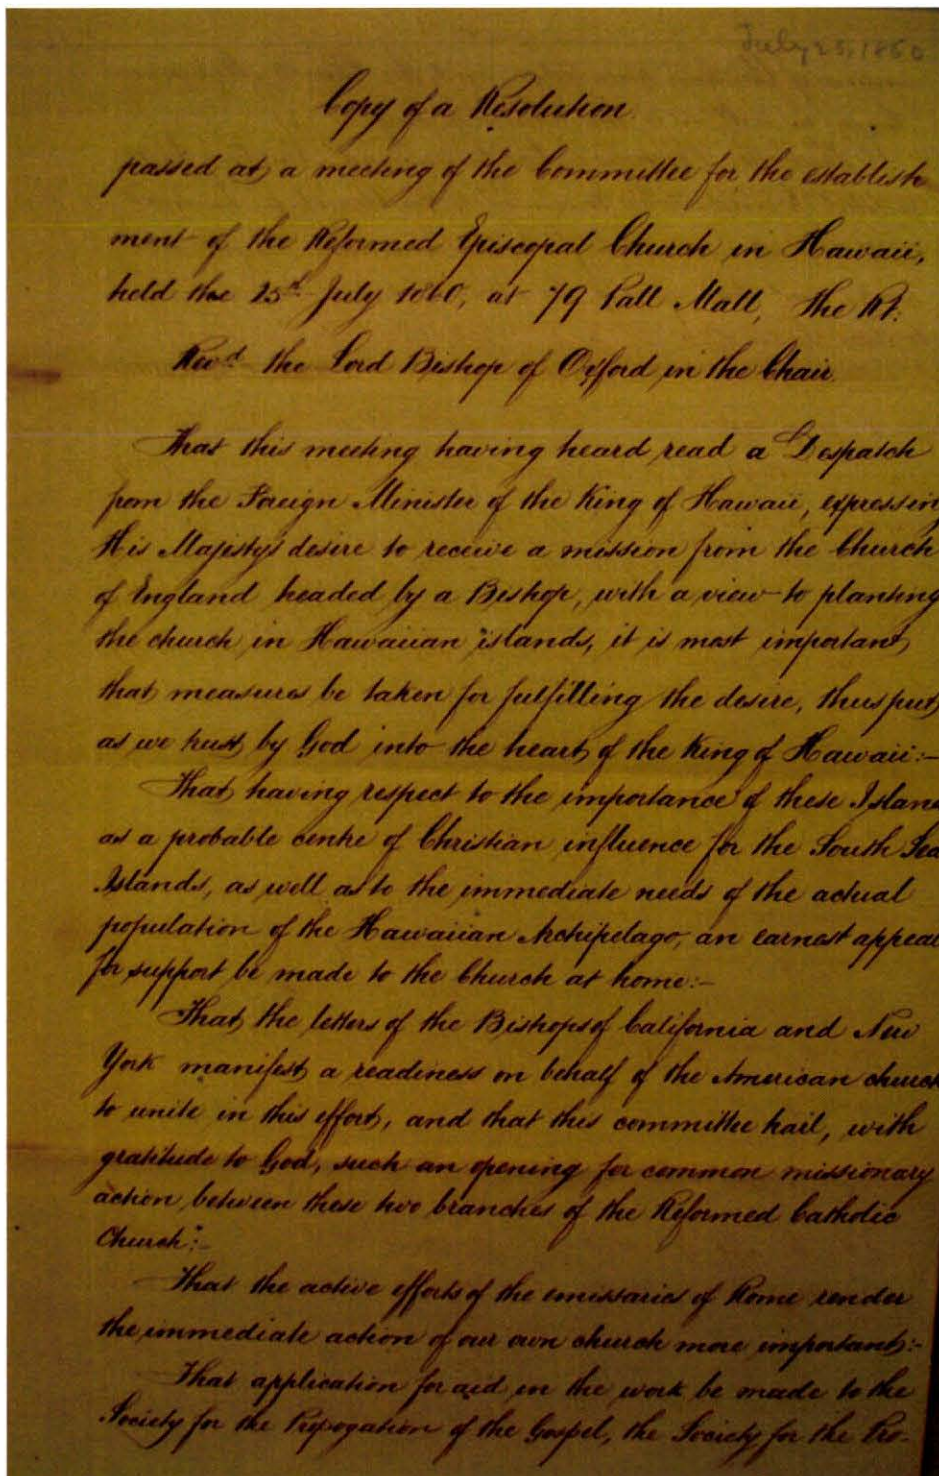 July 25, 1860
Copy of a Resolution
passed at a meeting of the Committee for the establish
ment of the Reformed Episcopal Church in Hawaii,
held the 25th July 1860, at 79 Pall Mall, The Rt:
Revd. the Lord Bishop of Oxford in the Chair.
That this meeting having heard read a Despatch
from the Foreign Minister of the King of Hawaii, expressing
His Majesty's desire to receive a mission from the Church
of England headed by a Bishop, with a view to planting
the church in Hawaiian islands, it is most important,
that measures be taken for fulfilling the desire, thus put,
as we trust, by God into the heart of the King of Hawaii:-
That, having respect to the importance of these Islan
as a probable centre of Christian influence for the South Sea
Islands, as well as to the immediate needs of the actual
population of the Hawaiian Archipelago, an earnest appeal
for support be made to the Church at home:-
That, the letters of the Bishops of California and New
York manifest, a readiness on behalf of the American church
to unite in this effort, and that this committee hail, with
gratitude to God, such an opening for common missionary
action, between these two branches of the Reformed Catholic
Church:-
That the active efforts of the emissaries of Rome render
the immediate action of our own church more important:-
That application for aid, in the work be made to the
Society for the Propogation of the Gospel, the Society for the Pro-